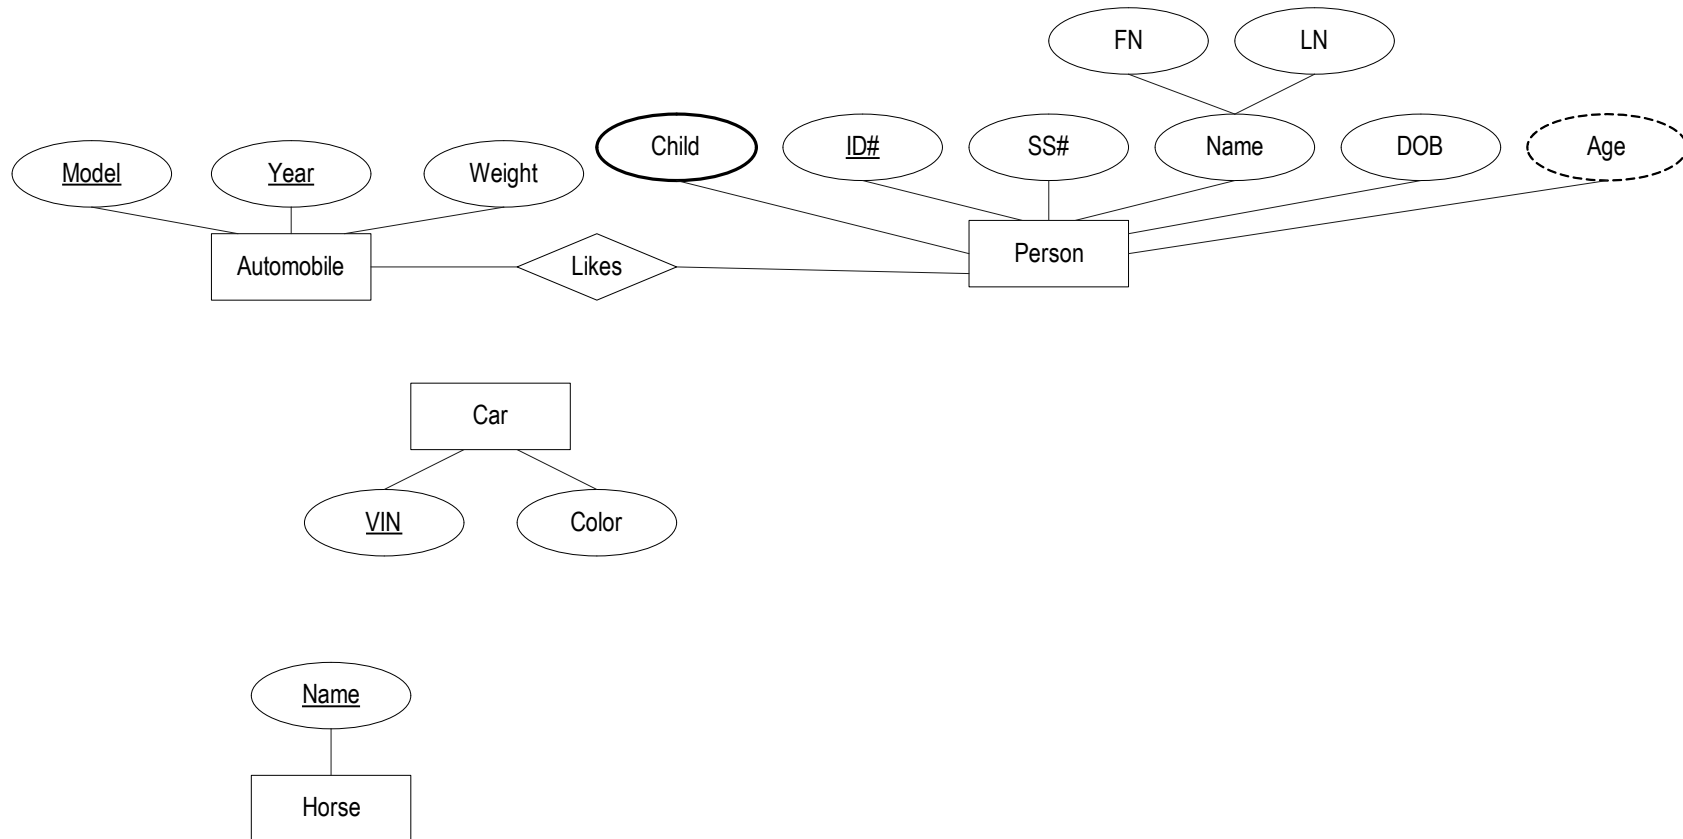 FN
LN
Child
ID#
SS#
Name
DOB
Age
Model
Year
Weight
Automobile
Likes
Person
Car
VIN
Color
Name
Horse